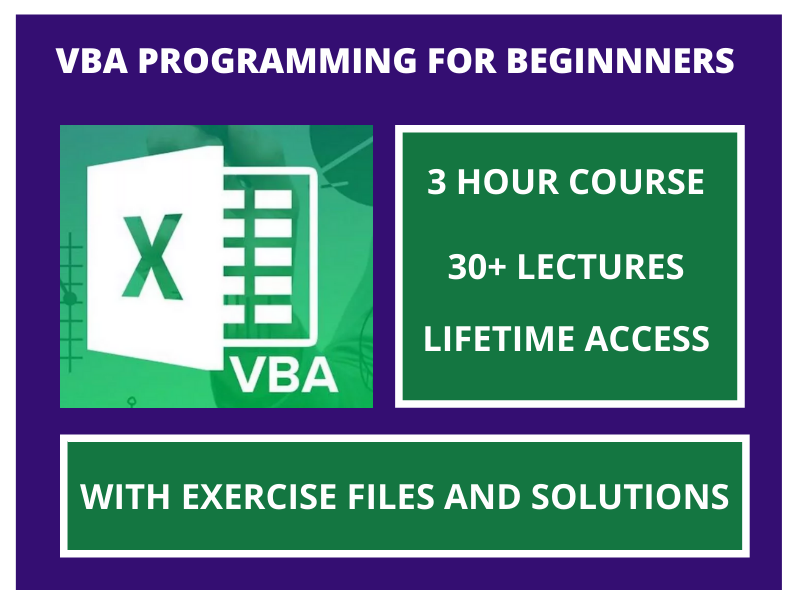 VBA PROGRAMMING FOR BEGINNNERS
X
VBA
3 HOUR COURSE
30+ LECTURES
LIFETIME ACCESS
WITH EXERCISE FILES AND SOLUTIONS